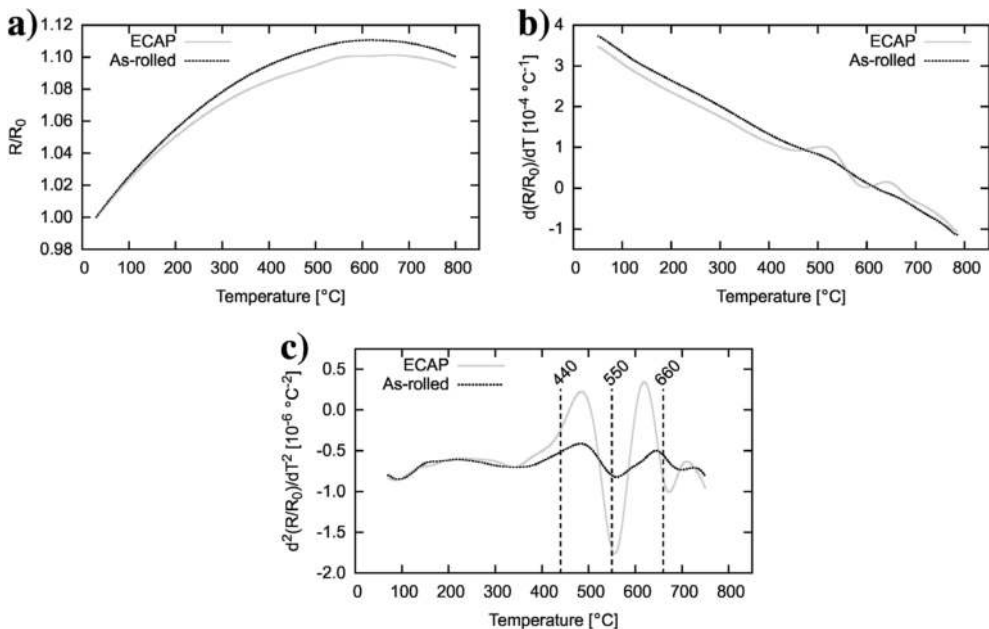 a)
ECAP
As-rolled
R/R₀
1.10
1.08
1.06
1.04
1.02
1.00
0.98
0 100 200 300 400 500 600 700 800
Temperature [°C]
b)
ECAP
As-rolled
d(R/R₀)/dT [10⁻⁴ °C⁻¹]
4
3
2
1
0
-1
0 100 200 300 400 500 600 700 800
Temperature [°C]
c)
ECAP
As-rolled
440
550
660
d²(R/R₀)/dT² [10⁻⁶ °C⁻²]
0.5
0.0
-0.5
-1.0
-1.5
-2.0
0 100 200 300 400 500 600 700 800
Temperature [°C]